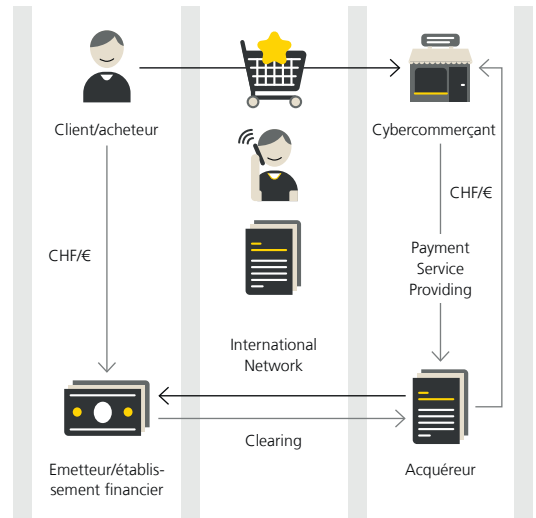 Client/acheteur
Cybercommerçant
CHF/€
CHF/€
Payment
Service
Providing
International
Network
Clearing
Emetteur/établis-
sement financier
Acquéreur